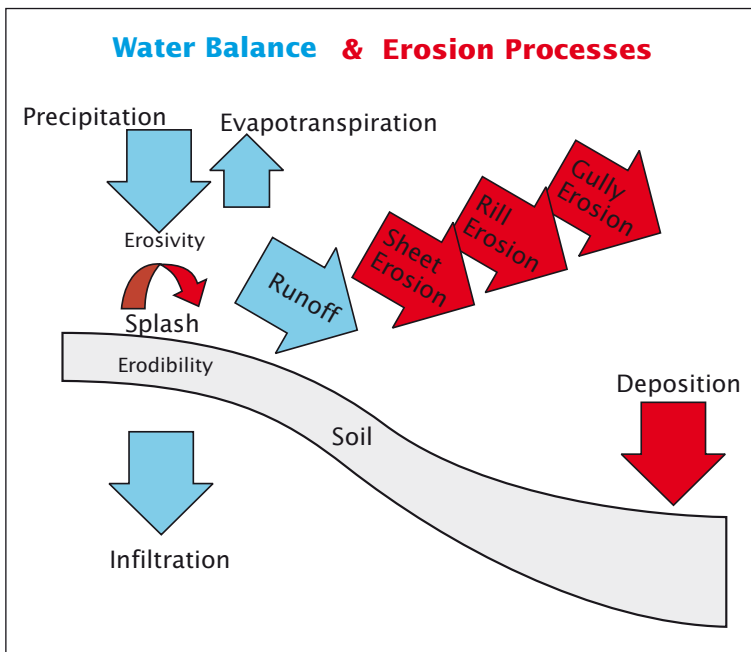 Water Balance & Erosion Processes
Precipitation
Evapotranspiration
Erosivity
Splash
Erodibility
Runoff
Sheet
Erosion
Rill
Erosion
Gully
Erosion
Soil
Deposition
Infiltration